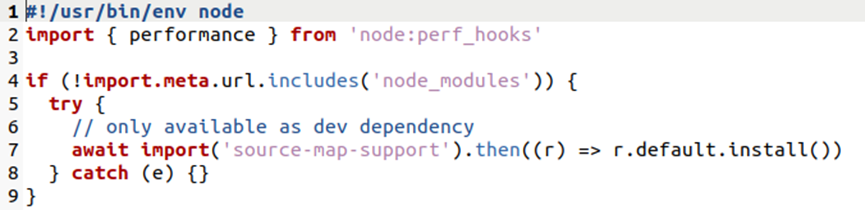 1 #!/usr/bin/env node
2 import { performance } from 'node:perf_hooks'
3
4 if (!import.meta.url.includes('node_modules')) {
5   try {
6     // only available as dev dependency
7     await import('source-map-support').then((r) => r.default.install())
8   } catch (e) {}
9 }